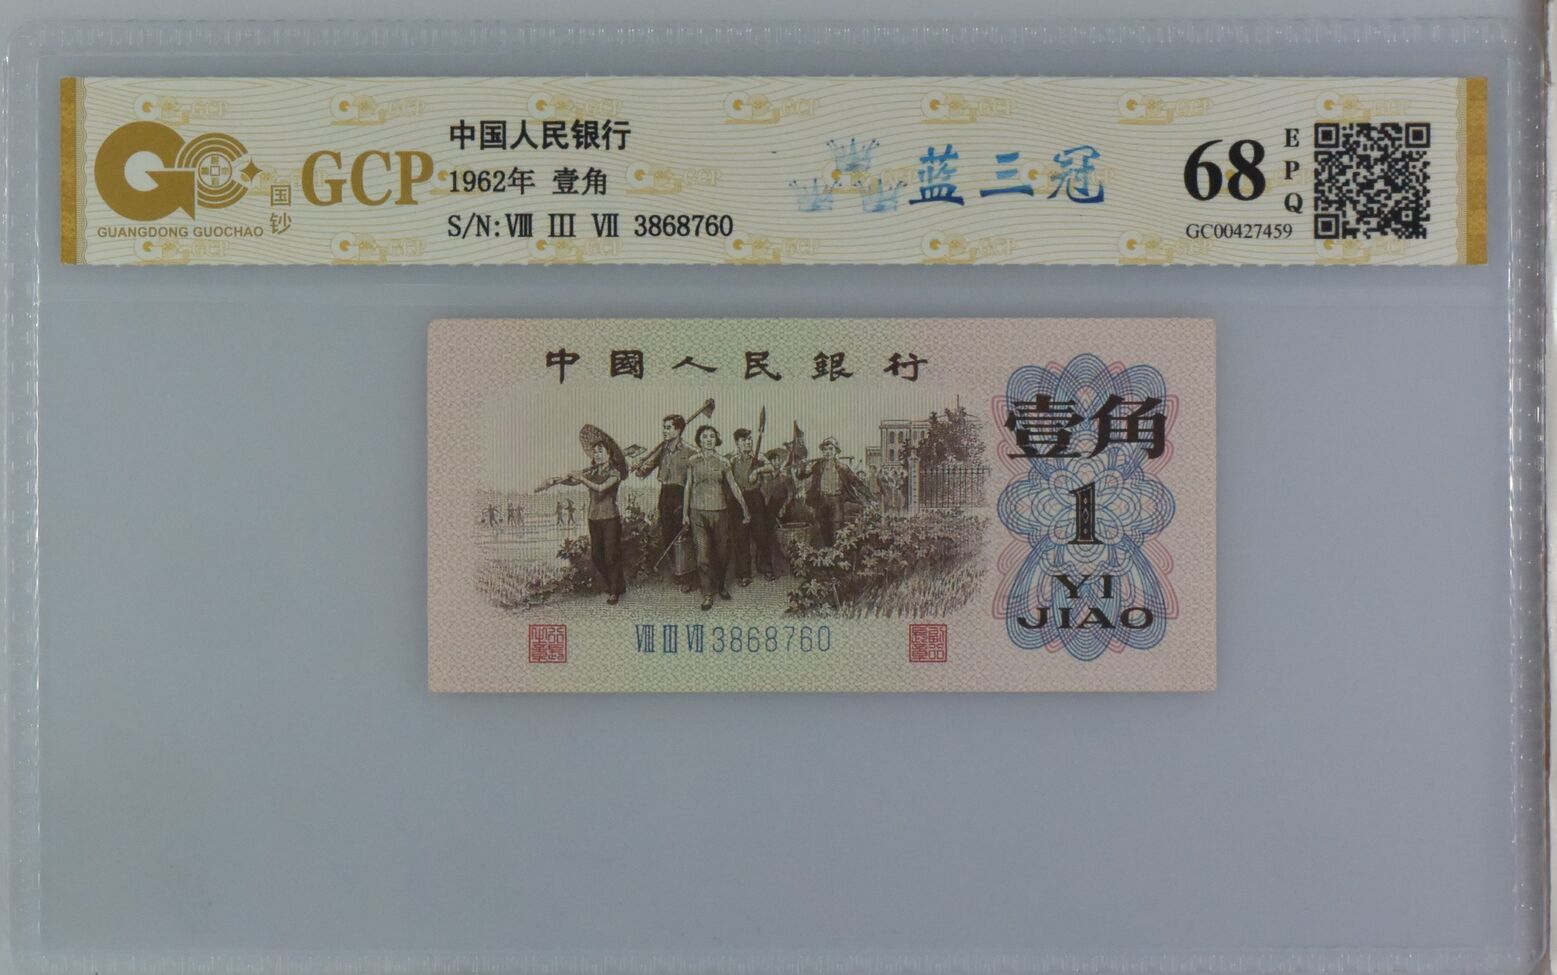 GCP
国
钞
GUANGDONG GUOCHAO
中国人民银行
1962年 壹角
S/N: Ⅷ Ⅲ Ⅶ 3868760
蓝三冠
68
EPQ
GC00427459
中國人民銀行
壹角
1
YI
JIAO
Ⅷ Ⅲ Ⅶ 3868760